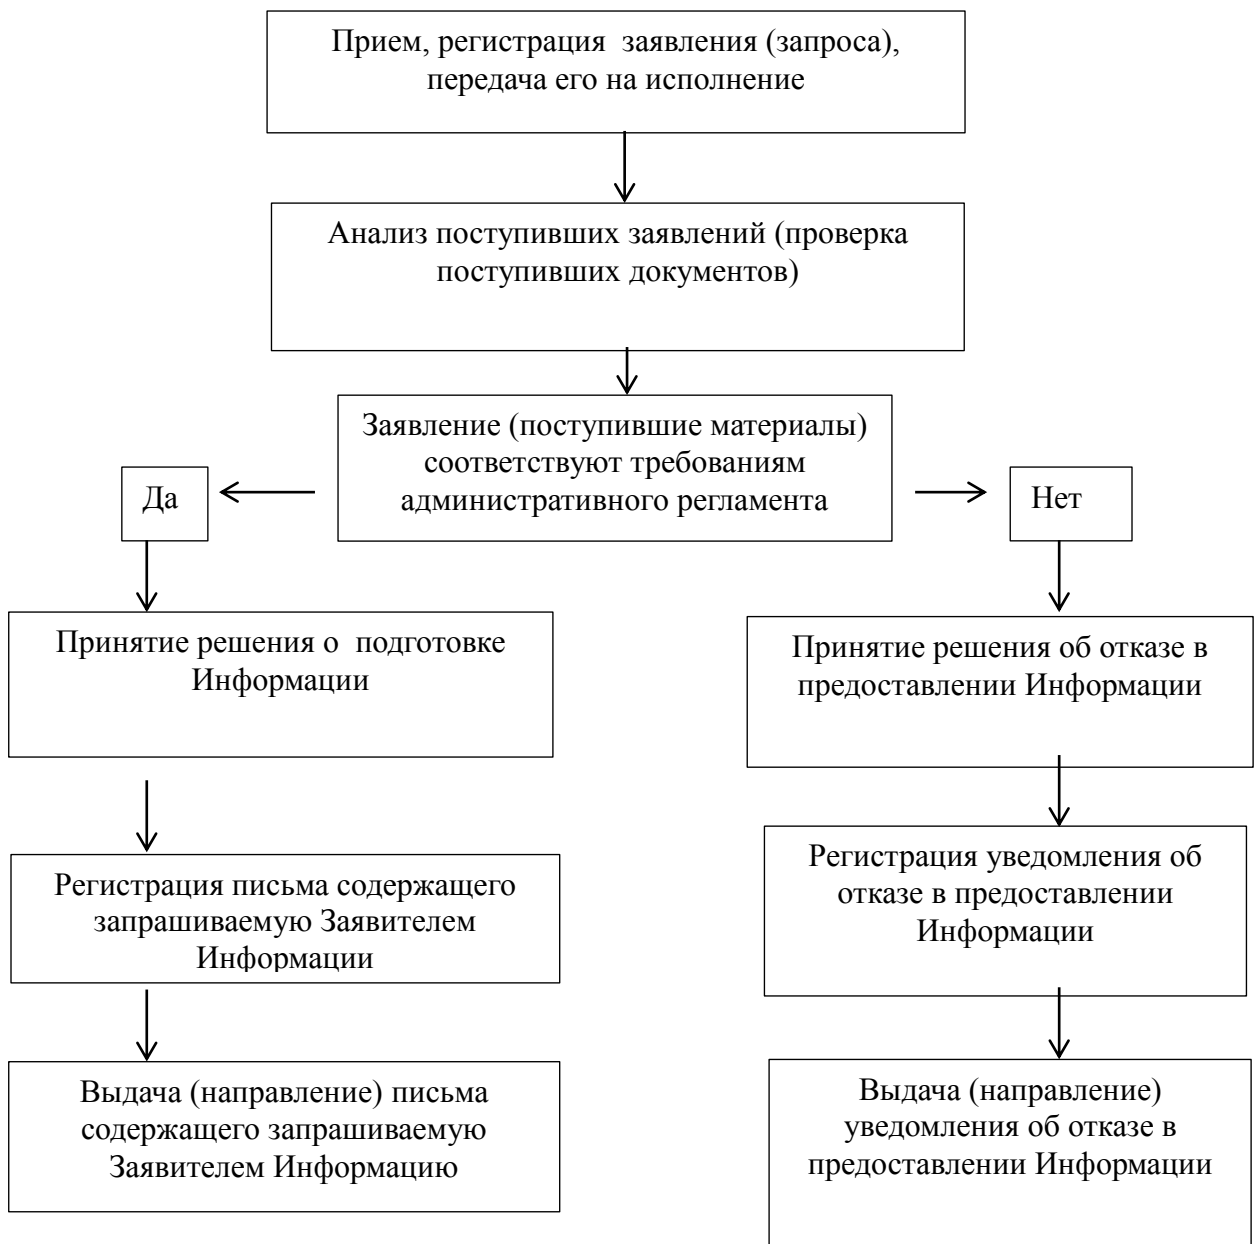 Прием, регистрация  заявления (запроса),
передача его на исполнение
Анализ поступивших заявлений (проверка
поступивших документов)
Заявление (поступившие материалы)
соответствуют требованиям
административного регламента
Да
Нет
Принятие решения о  подготовке
Информации
Принятие решения об отказе в
предоставлении Информации
Регистрация письма содержащего
запрашиваемую Заявителем
Информации
Регистрация уведомления об
отказе в предоставлении
Информации
Выдача (направление) письма
содержащего запрашиваемую
Заявителем Информацию
Выдача (направление)
уведомления об отказе в
предоставлении Информации